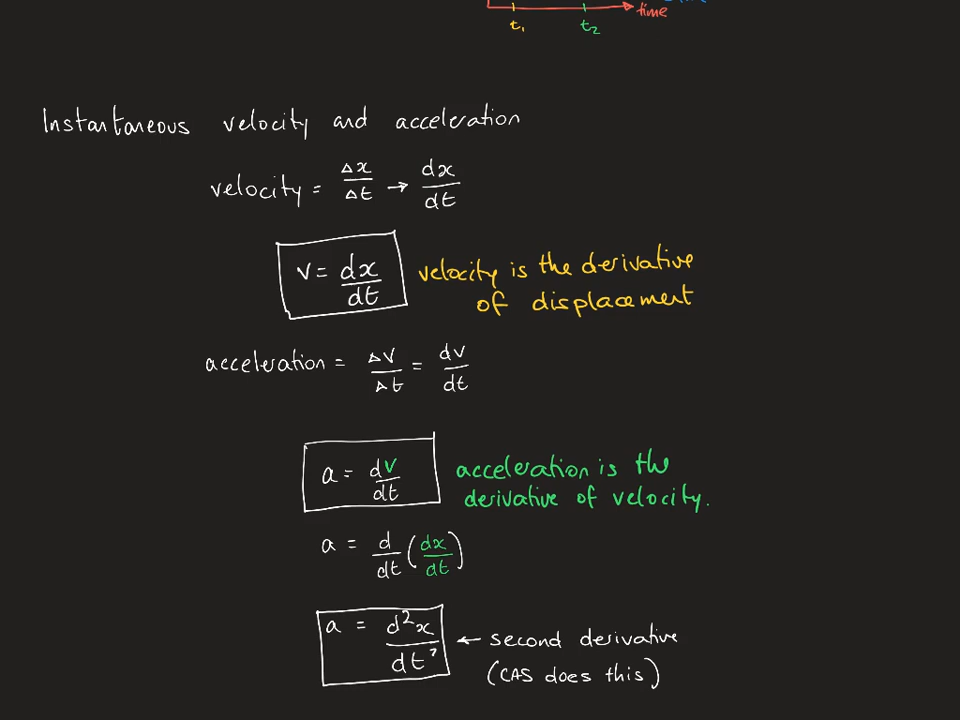 time
t₁ t₂
Instantaneous velocity and acceleration
velocity = Δx/Δt → dx/dt
v = dx/dt velocity is the derivative
of displacement
acceleration = Δv/Δt = dv/dt
a = dv/dt acceleration is the
derivative of velocity.
a = d/dt (dx/dt)
a = d²x/dt² ← second derivative
(CAS does this)